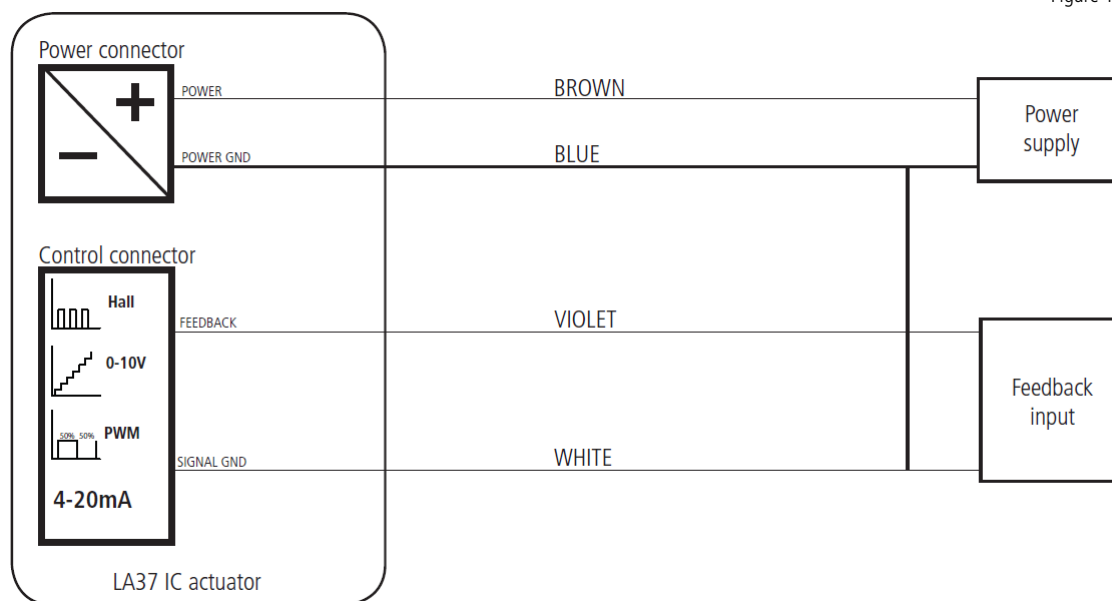 Figure
Power connector
+
−
POWER
BROWN
POWER GND
BLUE
Power
supply
Control connector
Hall
0-10V
50% 50% PWM
4-20mA
FEEDBACK
VIOLET
SIGNAL GND
WHITE
Feedback
input
LA37 IC actuator